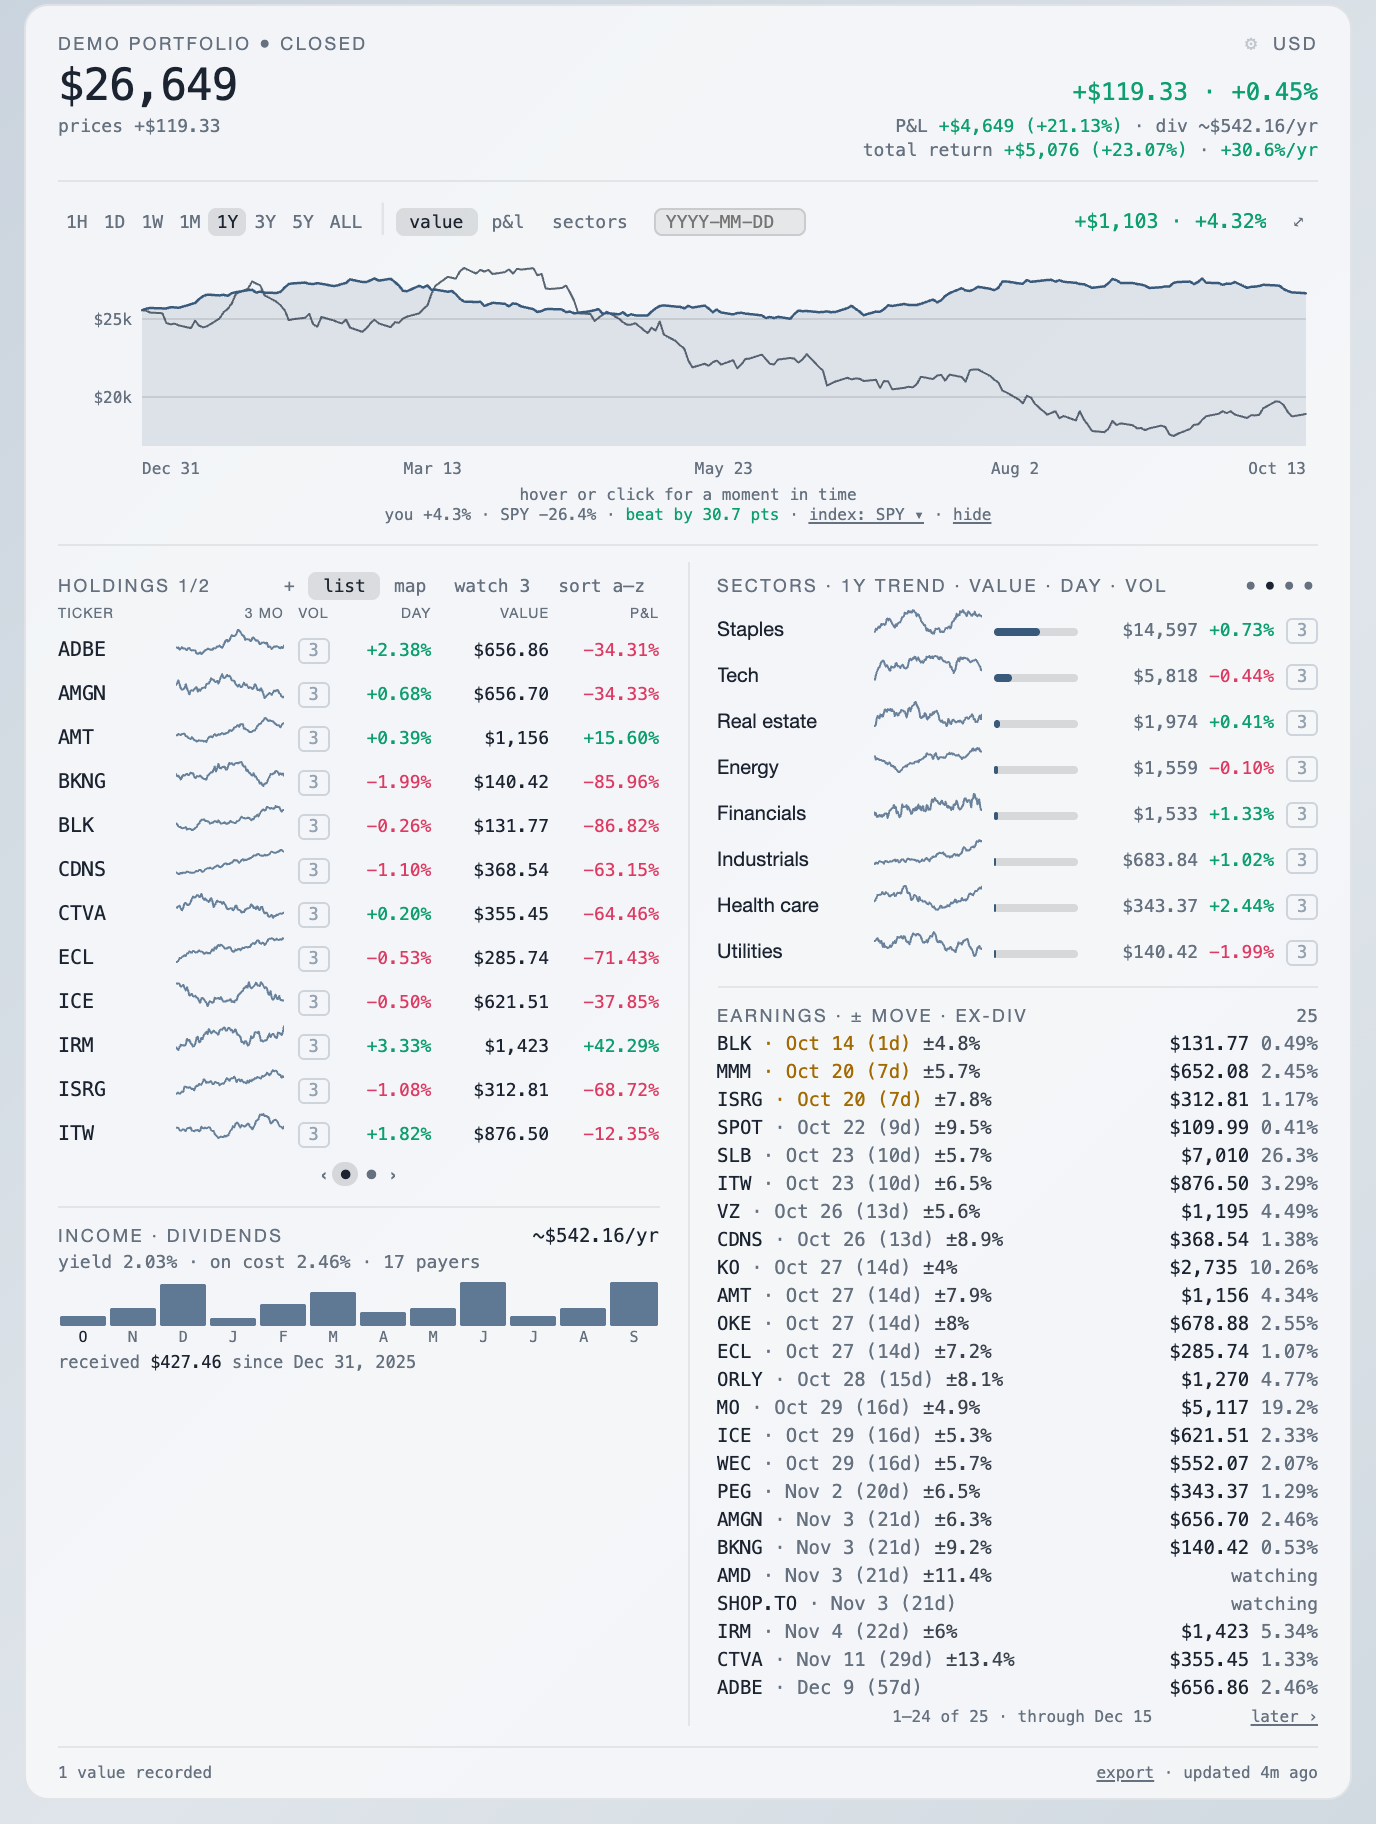 DEMO PORTFOLIO ● CLOSED
⚙ USD
$26,649
+$119.33 · +0.45%
prices +$119.33
P&L +$4,649 (+21.13%) · div ~$542.16/yr
total return +$5,076 (+23.07%) · +30.6%/yr
1H 1D 1W 1M 1Y 3Y 5Y ALL value p&l sectors YYYY-MM-DD +$1,103 · +4.32% ⤢
$25k
$20k
Dec 31 Mar 13 May 23 Aug 2 Oct 13
hover or click for a moment in time
you +4.3% · SPY −26.4% · beat by 30.7 pts · index: SPY ▾ · hide
HOLDINGS 1/2 + list map watch 3 sort a–z
TICKER 3 MO VOL DAY VALUE P&L
ADBE 3 +2.38% $656.86 −34.31%
AMGN 3 +0.68% $656.70 −34.33%
AMT 3 +0.39% $1,156 +15.60%
BKNG 3 −1.99% $140.42 −85.96%
BLK 3 −0.26% $131.77 −86.82%
CDNS 3 −1.10% $368.54 −63.15%
CTVA 3 +0.20% $355.45 −64.46%
ECL 3 −0.53% $285.74 −71.43%
ICE 3 −0.50% $621.51 −37.85%
IRM 3 +3.33% $1,423 +42.29%
ISRG 3 −1.08% $312.81 −68.72%
ITW 3 +1.82% $876.50 −12.35%
‹ ● ● ›
INCOME · DIVIDENDS ~$542.16/yr
yield 2.03% · on cost 2.46% · 17 payers
O N D J F M A M J J A S
received $427.46 since Dec 31, 2025
SECTORS · 1Y TREND · VALUE · DAY · VOL
Staples $14,597 +0.73% 3
Tech $5,818 −0.44% 3
Real estate $1,974 +0.41% 3
Energy $1,559 −0.10% 3
Financials $1,533 +1.33% 3
Industrials $683.84 +1.02% 3
Health care $343.37 +2.44% 3
Utilities $140.42 −1.99% 3
EARNINGS · ± MOVE · EX-DIV 25
BLK · Oct 14 (1d) ±4.8% $131.77 0.49%
MMM · Oct 20 (7d) ±5.7% $652.08 2.45%
ISRG · Oct 20 (7d) ±7.8% $312.81 1.17%
SPOT · Oct 22 (9d) ±9.5% $109.99 0.41%
SLB · Oct 23 (10d) ±5.7% $7,010 26.3%
ITW · Oct 23 (10d) ±6.5% $876.50 3.29%
VZ · Oct 26 (13d) ±5.6% $1,195 4.49%
CDNS · Oct 26 (13d) ±8.9% $368.54 1.38%
KO · Oct 27 (14d) ±4% $2,735 10.26%
AMT · Oct 27 (14d) ±7.9% $1,156 4.34%
OKE · Oct 27 (14d) ±8% $678.88 2.55%
ECL · Oct 27 (14d) ±7.2% $285.74 1.07%
ORLY · Oct 28 (15d) ±8.1% $1,270 4.77%
MO · Oct 29 (16d) ±4.9% $5,117 19.2%
ICE · Oct 29 (16d) ±5.3% $621.51 2.33%
WEC · Oct 29 (16d) ±5.7% $552.07 2.07%
PEG · Nov 2 (20d) ±6.5% $343.37 1.29%
AMGN · Nov 3 (21d) ±6.3% $656.70 2.46%
BKNG · Nov 3 (21d) ±9.2% $140.42 0.53%
AMD · Nov 3 (21d) ±11.4% watching
SHOP.TO · Nov 3 (21d) watching
IRM · Nov 4 (22d) ±6% $1,423 5.34%
CTVA · Nov 11 (29d) ±13.4% $355.45 1.33%
ADBE · Dec 9 (57d) $656.86 2.46%
1–24 of 25 · through Dec 15 later ›
1 value recorded
export · updated 4m ago